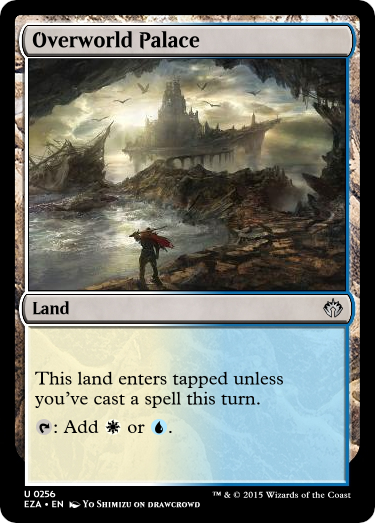 Overworld Palace
Land
This land enters tapped unless
you've cast a spell this turn.
: Add or .
U 0256
EZA • EN Yo Shimizu on drawcrowd
™ & © 2015 Wizards of the Coast